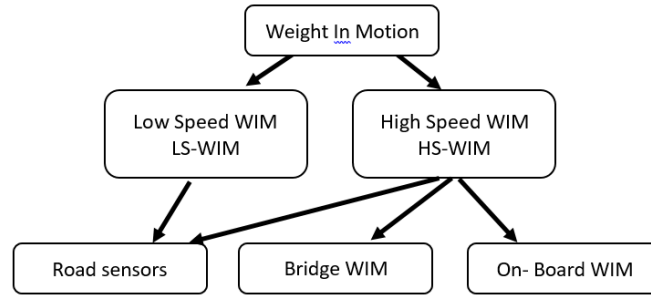 Weight In Motion
Low Speed WIM
LS-WIM
High Speed WIM
HS-WIM
Road sensors
Bridge WIM
On- Board WIM